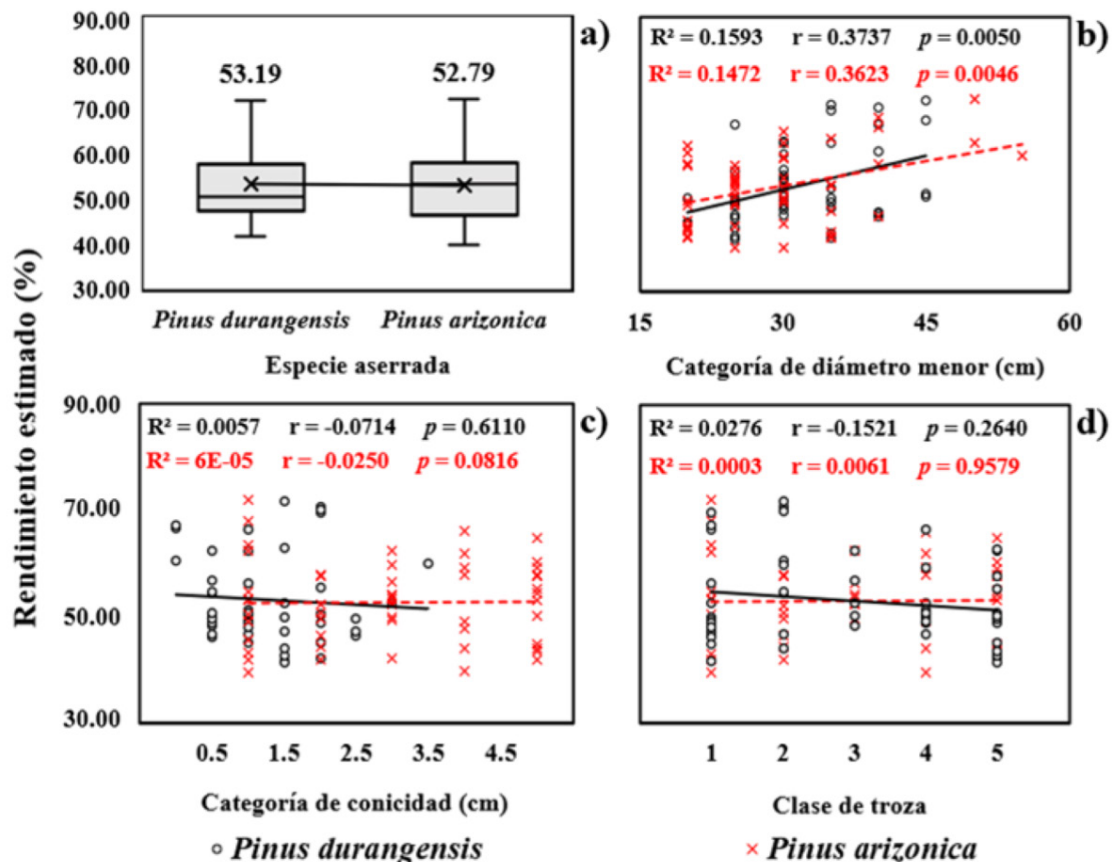 Rendimiento estimado (%)
90.00
80.00
70.00
60.00
50.00
40.00
30.00
a)
53.19
52.79
Pinus durangensis
Pinus arizonica
Especie aserrada
R² = 0.1593 r = 0.3737 p = 0.0050
b)
R² = 0.1472 r = 0.3623 p = 0.0046
15 30 45 60
Categoría de diámetro menor (cm)
90.00
70.00
50.00
30.00
R² = 0.0057 r = -0.0714 p = 0.6110
c)
R² = 6E-05 r = -0.0250 p = 0.0816
0.5 1.5 2.5 3.5 4.5
Categoría de conicidad (cm)
R² = 0.0276 r = -0.1521 p = 0.2640
d)
R² = 0.0003 r = 0.0061 p = 0.9579
1 2 3 4 5
Clase de troza
Pinus durangensis
Pinus arizonica